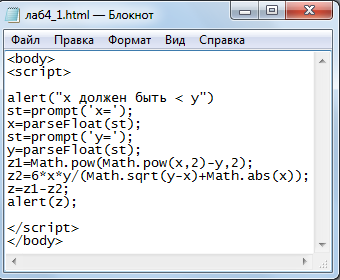 ла64_1.html — Блокнот
Файл Правка Формат Вид Справка
<body>
<script>
alert("x должен быть < y")
st=prompt('x=');
x=parseFloat(st);
st=prompt('y=');
y=parseFloat(st);
z1=Math.pow(Math.pow(x,2)-y,2);
z2=6*x*y/(Math.sqrt(y-x)+Math.abs(x));
z=z1-z2;
alert(z);
</script>
</body>